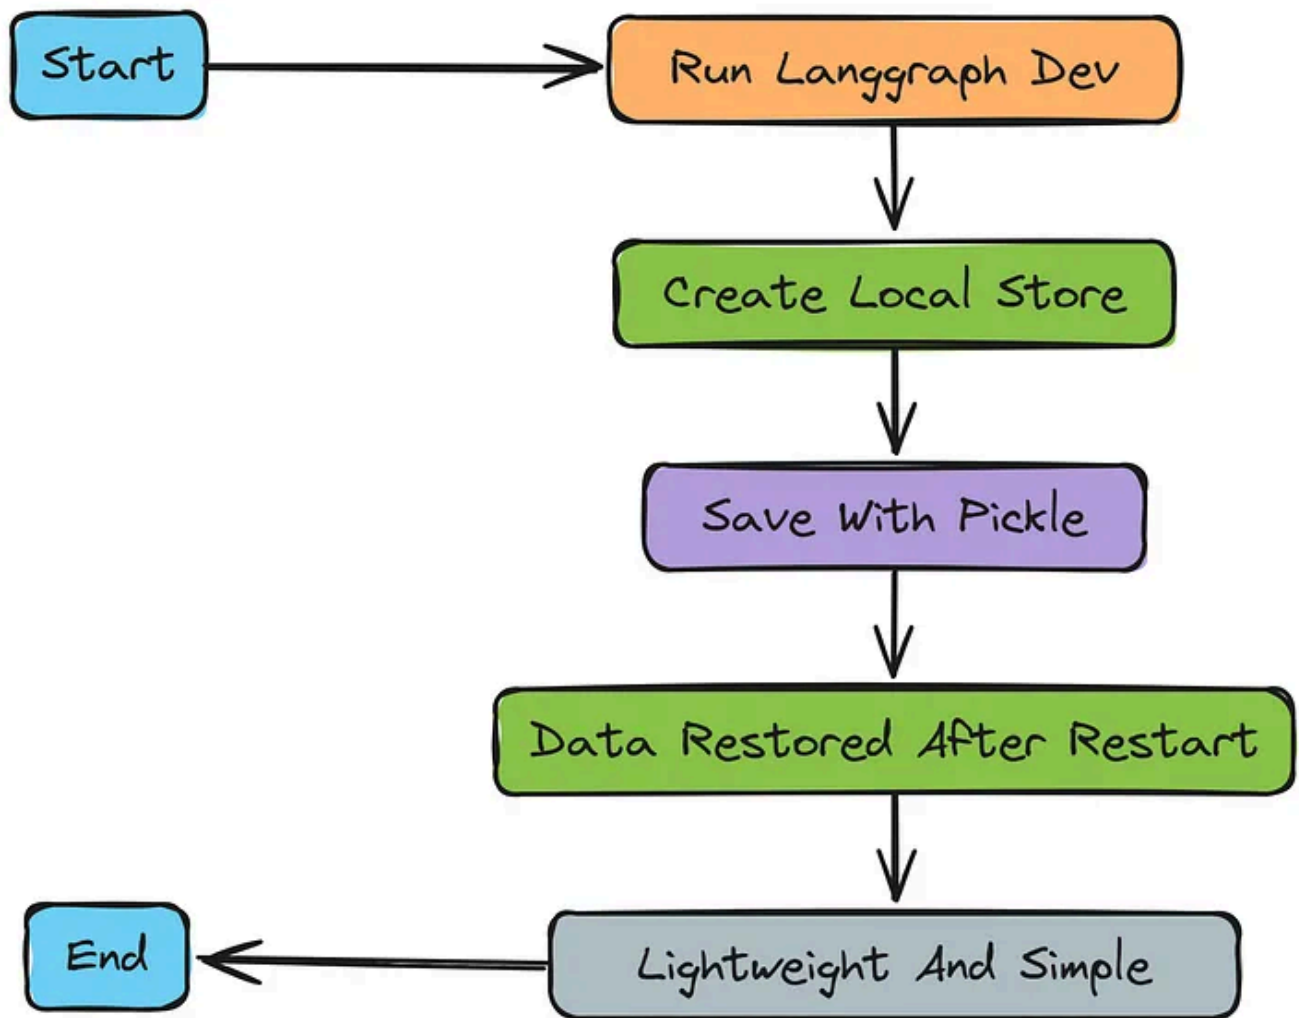 Start
Run Langgraph Dev
Create Local Store
Save With Pickle
Data Restored After Restart
Lightweight And Simple
End